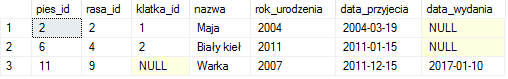 pies_id rasa_id klatka_id nazwa rok_urodzenia data_przyjecia data_wydania
1 2 2 1 Maja 2004 2004-03-19 NULL
2 6 4 2 Biały kieł 2011 2011-01-15 NULL
3 11 9 NULL Warka 2007 2011-12-15 2017-01-10